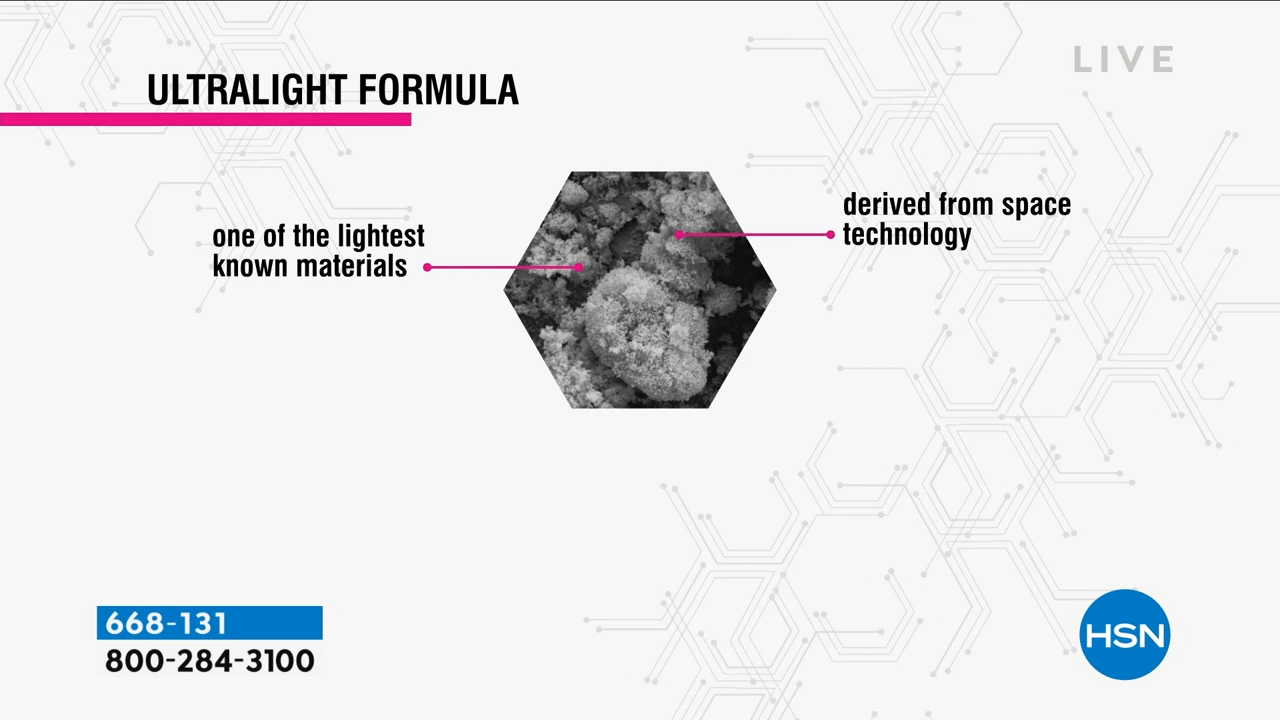 LIVE
ULTRALIGHT FORMULA
one of the lightest
known materials
derived from space
technology
668-131
800-284-3100
HSN